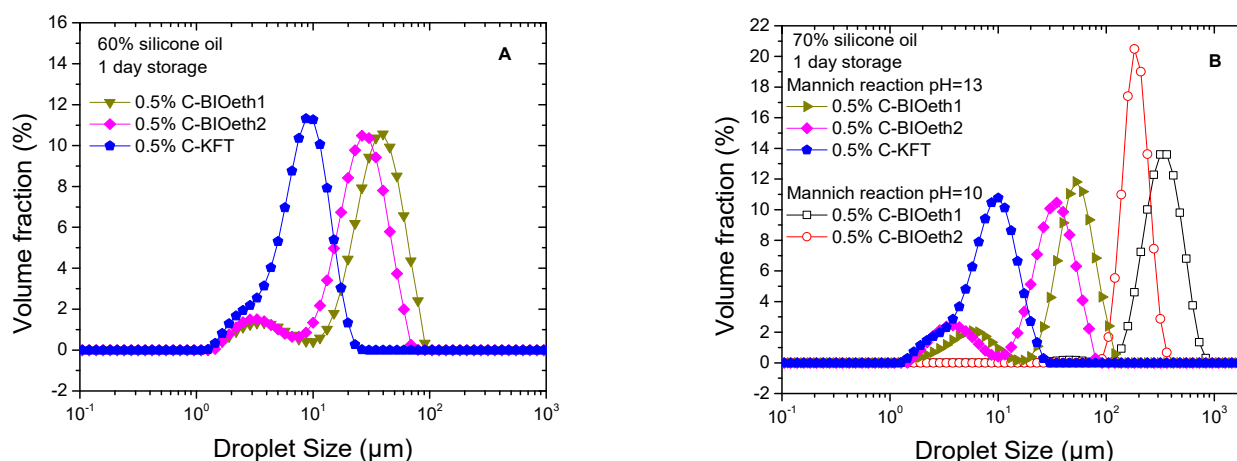 60% silicone oil
1 day storage
A
0.5% C-BIOeth1
0.5% C-BIOeth2
0.5% C-KFT
16
14
12
10
8
6
4
2
0
-2
Volume fraction (%)
10⁻¹
10⁰
10¹
10²
10³
Droplet Size (µm)
70% silicone oil
1 day storage
B
Mannich reaction pH=13
0.5% C-BIOeth1
0.5% C-BIOeth2
0.5% C-KFT
Mannich reaction pH=10
0.5% C-BIOeth1
0.5% C-BIOeth2
22
20
18
16
14
12
10
8
6
4
2
0
-2
Volume fraction (%)
10⁻¹
10⁰
10¹
10²
10³
Droplet Size (µm)